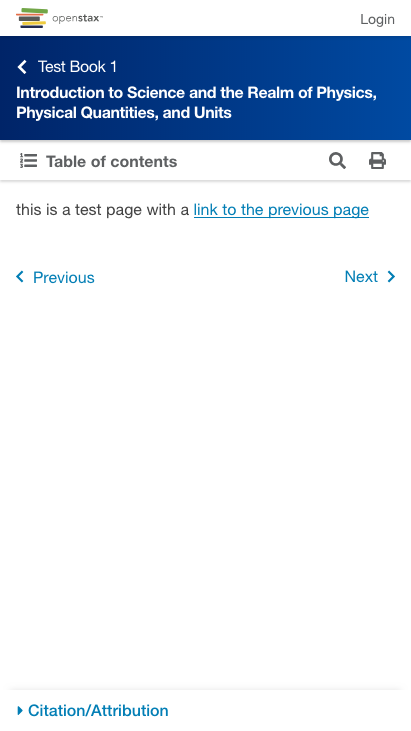 openstax™
Login
Test Book 1
Introduction to Science and the Realm of Physics,
Physical Quantities, and Units
Table of contents
this is a test page with a link to the previous page
Previous
Next
Citation/Attribution